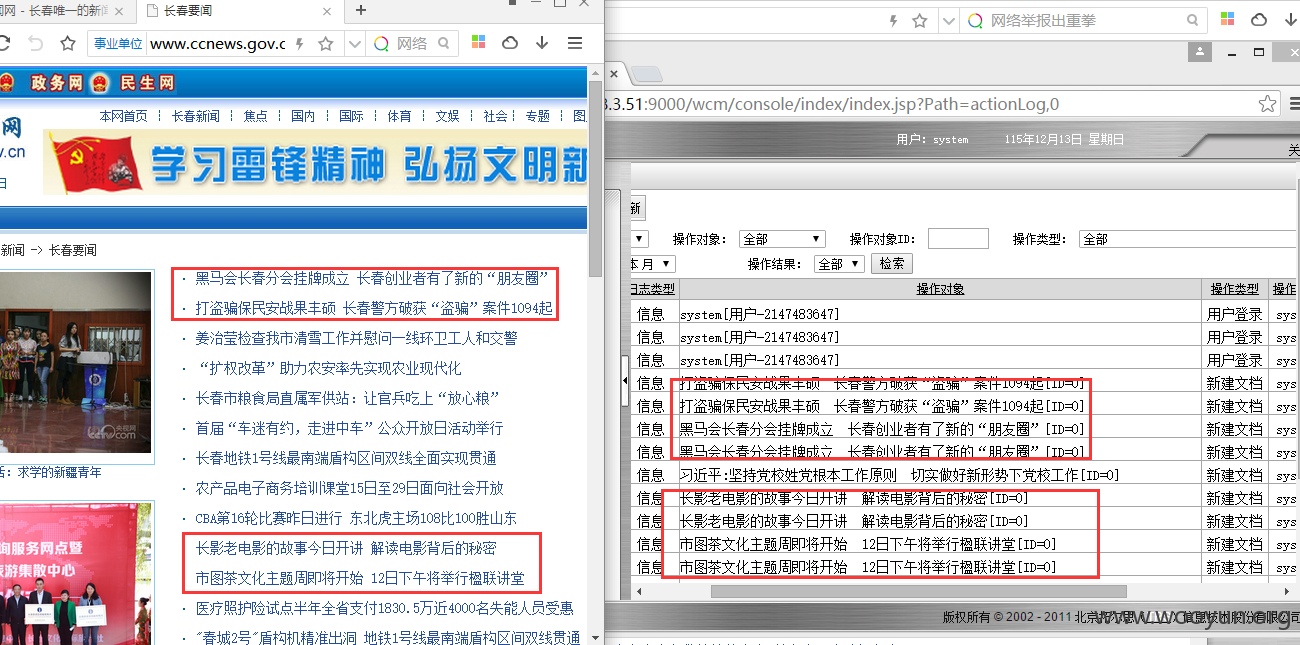 闻网 - 长春唯一的新闻
长春要闻
事业单位
www.ccnews.gov.c
网络
政务网
民生网
本网首页
长春新闻
焦点
国内
国际
体育
文娱
社会
专题
图
网
v.cn
日
学习雷锋精神 弘扬文明新
新闻 -> 长春要闻
· 黑马会长春分会挂牌成立 长春创业者有了新的“朋友圈”
· 打盗骗保民安战果丰硕 长春警方破获“盗骗”案件1094起
· 姜治莹检查我市清雪工作并慰问一线环卫工人和交警
· “扩权改革”助力农安率先实现农业现代化
· 长春市粮食局直属军供站：让官兵吃上“放心粮”
· 首届“车迷有约，走进中车”公众开放日活动举行
· 长春地铁1号线最南端盾构区间双线全面实现贯通
· 农产品电子商务培训课堂15日至29日面向社会开放
· CBA第16轮比赛昨日进行 东北虎主场108比100胜山东
长影老电影的故事今日开讲 解读电影背后的秘密
市图茶文化主题周即将开始 12日下午将举行楹联讲堂
· 医疗照护险试点半年全省支付1830.5万近4000名失能人员受惠
· "春城2号"盾构机精准出洞 地铁1号线最南端盾构区间双线贯通
央视网
cctv.com
活：求学的新疆青年
询服务网点暨
旅游集散中心
网络举报出重拳
3.3.51:9000/wcm/console/index/index.jsp?Path=actionLog,0
用户：system
115年12月13日 星期日
关
新
操作对象：
全部
操作对象ID：
操作类型：
全部
本月
操作结果：
全部
检索
日志类型
操作对象
操作类型
操作
信息 system[用户-2147483647] 用户登录 sys
信息 system[用户-2147483647] 用户登录 sys
信息 system[用户-2147483647] 用户登录 sys
信息 打盗骗保民安战果丰硕 长春警方破获“盗骗”案件1094起[ID=0] 新建文档 sys
信息 打盗骗保民安战果丰硕 长春警方破获“盗骗”案件1094起[ID=0] 新建文档 sys
信息 黑马会长春分会挂牌成立 长春创业者有了新的“朋友圈”[ID=0] 新建文档 sys
信息 黑马会长春分会挂牌成立 长春创业者有了新的“朋友圈”[ID=0] 新建文档 sys
信息 习近平:坚持党校姓党根本工作原则 切实做好新形势下党校工作[ID=0] 新建文档 sys
信息 长影老电影的故事今日开讲 解读电影背后的秘密[ID=0] 新建文档 sys
信息 长影老电影的故事今日开讲 解读电影背后的秘密[ID=0] 新建文档 sys
信息 市图茶文化主题周即将开始 12日下午将举行楹联讲堂[ID=0] 新建文档 sys
信息 市图茶文化主题周即将开始 12日下午将举行楹联讲堂[ID=0] 新建文档 sys
版权所有 © 2002 - 2011 北京
信息技术股份有限公司
www.wooyun.org